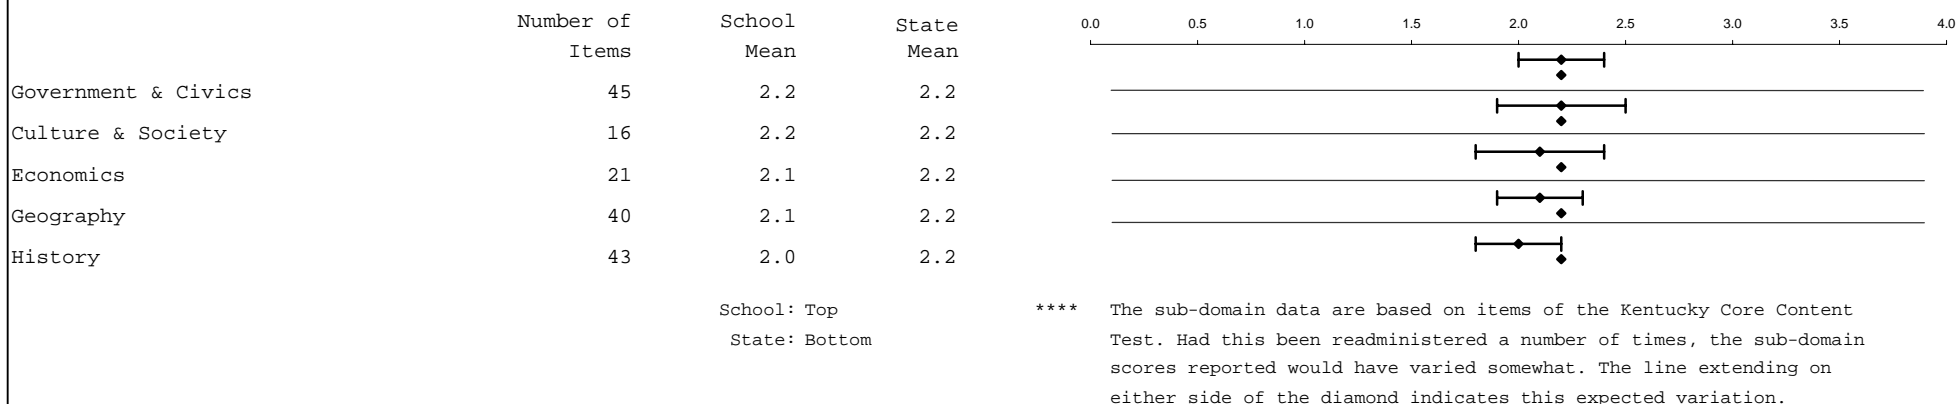 Number of School State
Items Mean Mean
0.0 0.5 1.0 1.5 2.0 2.5 3.0 3.5 4.0
Government & Civics 45 2.2 2.2
Culture & Society 16 2.2 2.2
Economics 21 2.1 2.2
Geography 40 2.1 2.2
History 43 2.0 2.2
School: Top
State: Bottom
**** The sub-domain data are based on items of the Kentucky Core Content
Test. Had this been readministered a number of times, the sub-domain
scores reported would have varied somewhat. The line extending on
either side of the diamond indicates this expected variation.